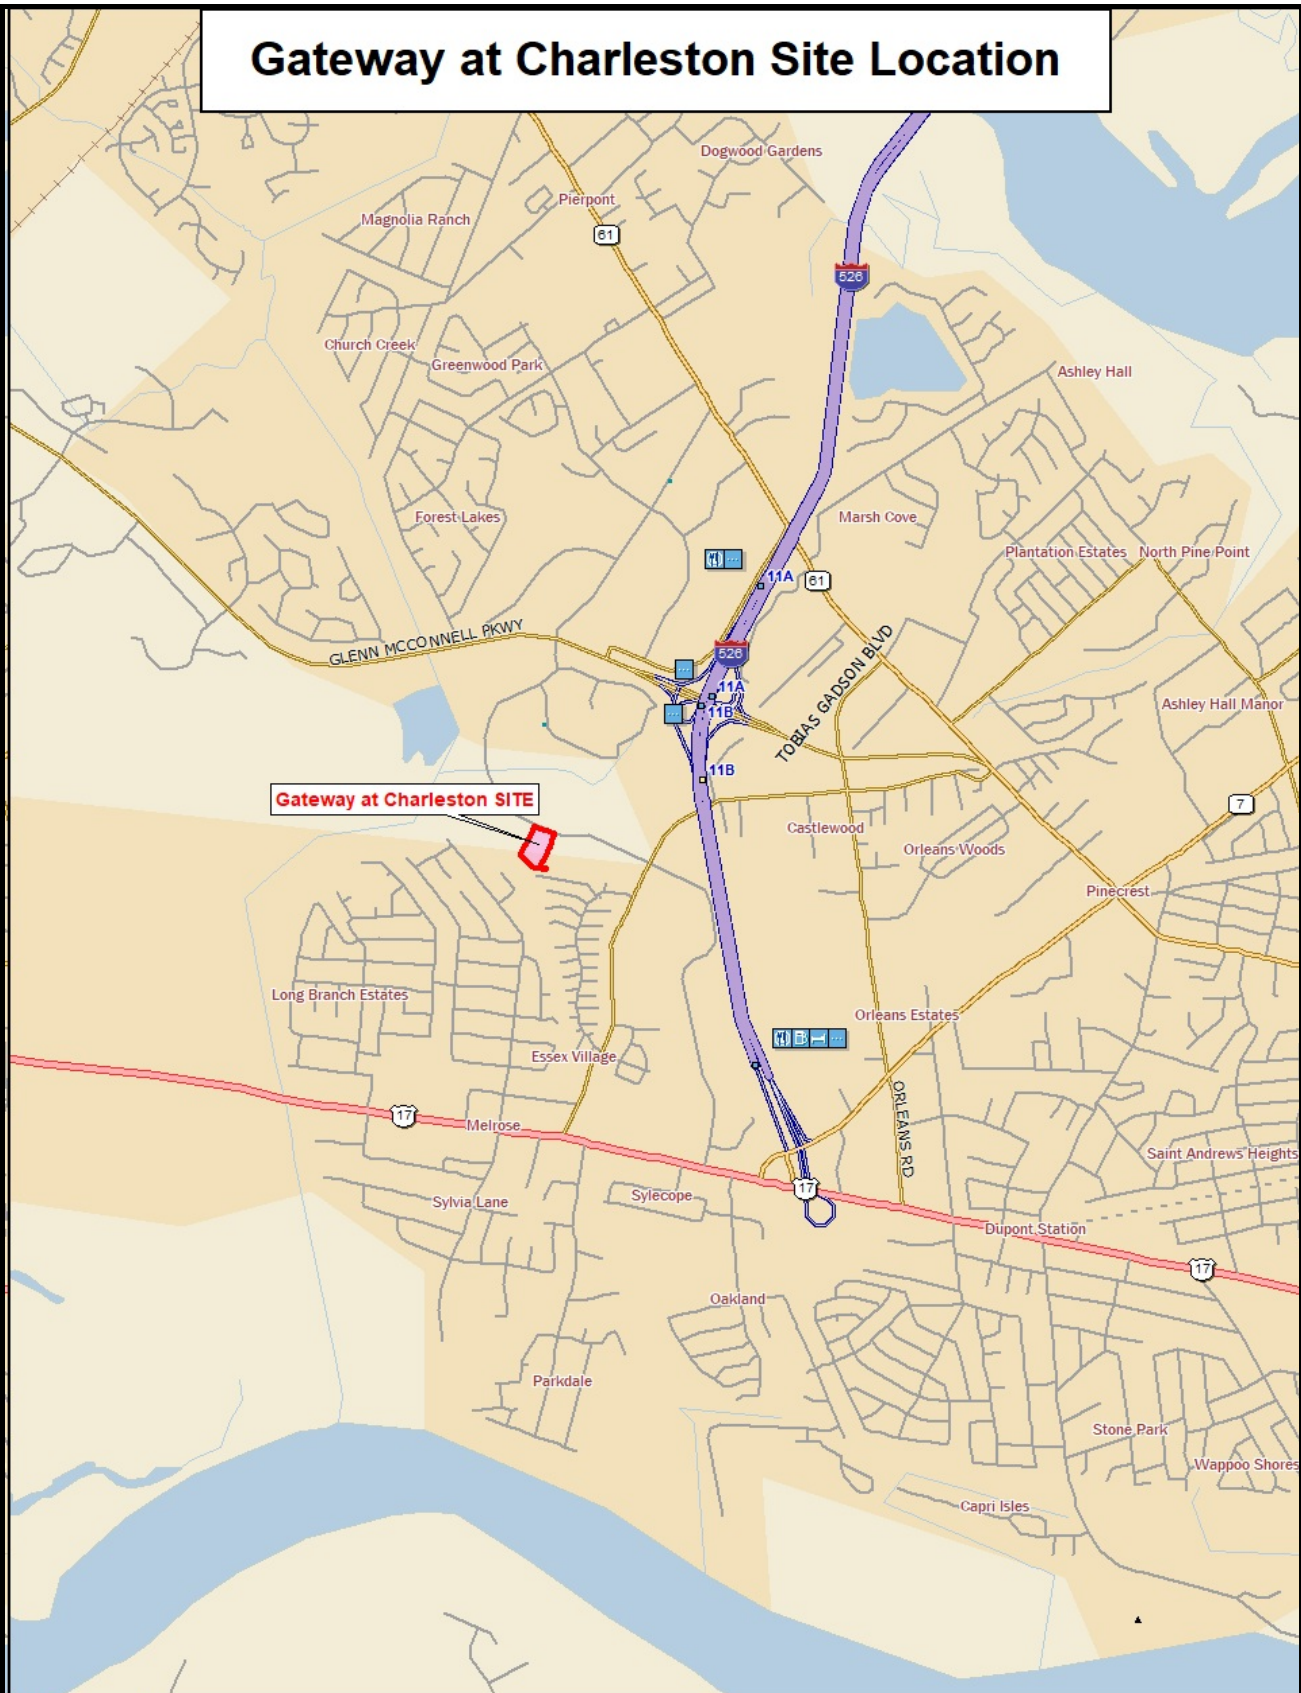 Gateway at Charleston Site Location
Dogwood Gardens
Pierpont
Magnolia Ranch
61
526
Church Creek
Greenwood Park
Ashley Hall
Forest Lakes
Marsh Cove
Plantation Estates
North Pine Point
11A
61
GLENN MCCONNELL PKWY
526
TOBIAS GADSON BLVD
11A
11B
Ashley Hall Manor
11B
Gateway at Charleston SITE
7
Castlewood
Orleans Woods
Pinecrest
Long Branch Estates
Orleans Estates
Essex Village
ORLEANS RD
17
Melrose
Saint Andrews Heights
17
Sylvia Lane
Sylecope
Dupont Station
17
Oakland
Parkdale
Stone Park
Wappoo Shores
Capri Isles